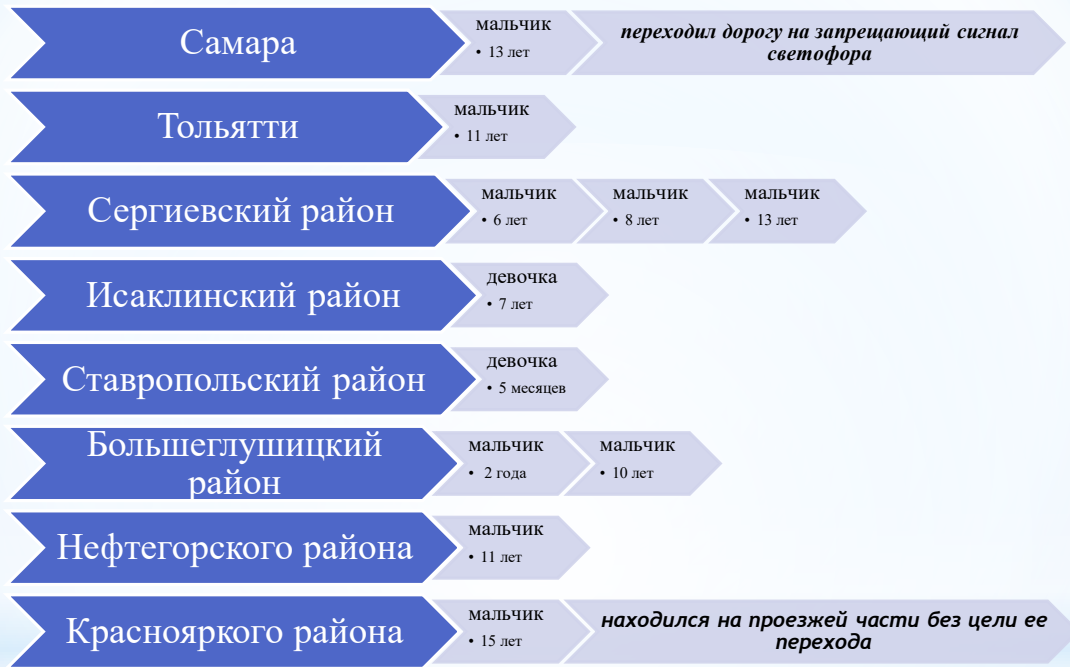 Самара
мальчик
• 13 лет
переходил дорогу на запрещающий сигнал
светофора
Тольятти
мальчик
• 11 лет
Сергиевский район
мальчик
• 6 лет
мальчик
• 8 лет
мальчик
• 13 лет
Исаклинский район
девочка
• 7 лет
Ставропольский район
девочка
• 5 месяцев
Большеглушицкий
район
мальчик
• 2 года
мальчик
• 10 лет
Нефтегорского района
мальчик
• 11 лет
Краснояркого района
мальчик
• 15 лет
находился на проезжей части без цели ее
перехода